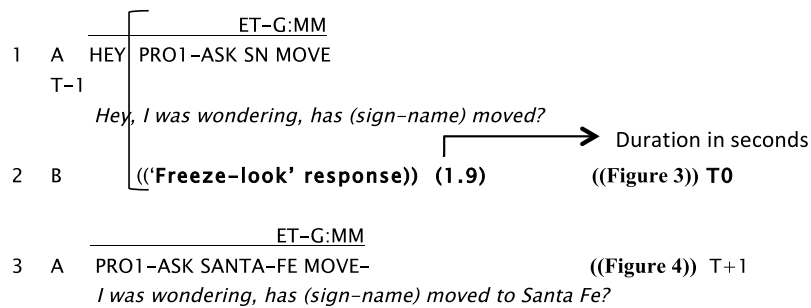 ET–G:MM
1 A HEY PRO1–ASK SN MOVE
T–1
Hey, I was wondering, has (sign–name) moved?
Duration in seconds
2 B ((‘Freeze–look’ response)) (1.9) ((Figure 3)) T0
ET–G:MM
3 A PRO1–ASK SANTA–FE MOVE– ((Figure 4)) T+1
I was wondering, has (sign–name) moved to Santa Fe?